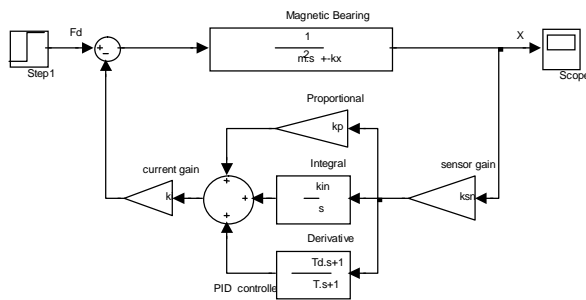 Magnetic Bearing
Fd
1
m.s2+-kx
X
Step1
Scope
Proportional
kp
current gain
Integral
sensor gain
ki
kin
s
ksn
Derivative
Td.s+1
T.s+1
PID controlle